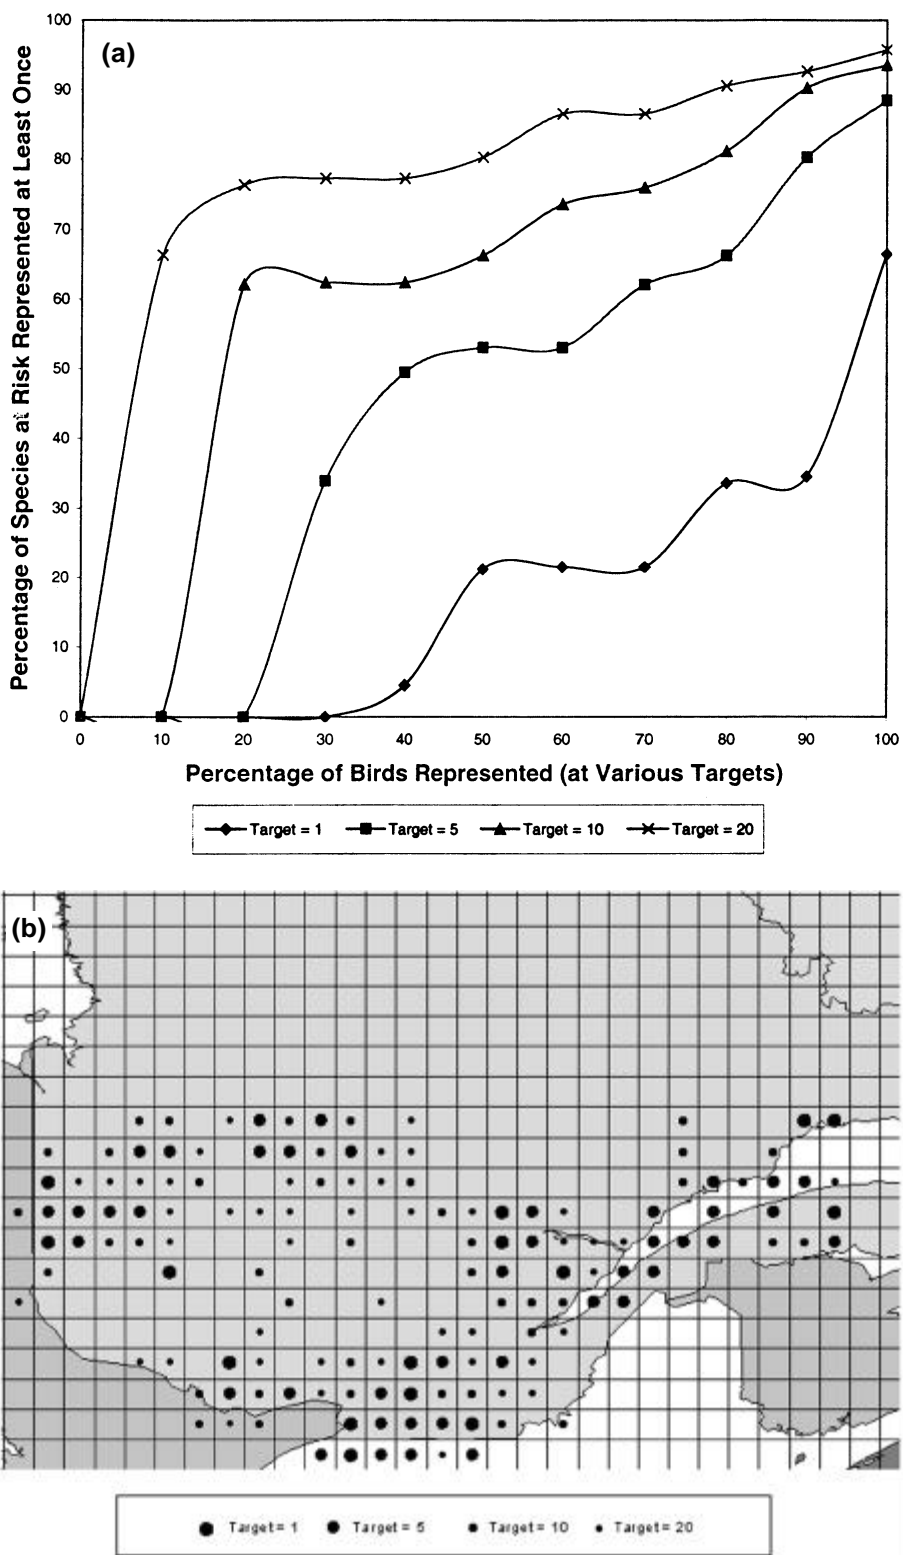 (a)
Percentage of Species at Risk Represented at Least Once
100
90
80
70
60
50
40
30
20
10
0
0 10 20 30 40 50 60 70 80 90 100
Percentage of Birds Represented (at Various Targets)
Target = 1 Target = 5 Target = 10 Target = 20
(b)
Target = 1 Target = 5 Target = 10 Target = 20